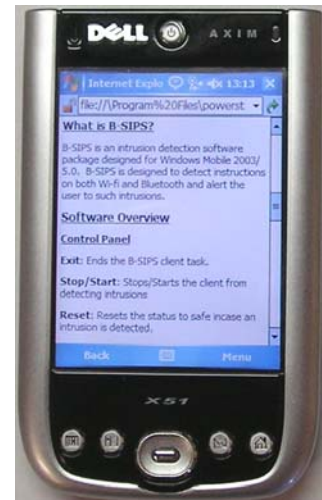 DELL AXIM
Internet Explo 13:13
file://\Program%20Files\powerst
What is B-SIPS?
B-SIPS is an intrusion detection software
package designed for Windows Mobile 2003/
5.0. B-SIPS is designed to detect instructions
on both Wi-fi and Bluetooth and alert the
user to such intrusions.
Software Overview
Control Panel
Exit: Ends the B-SIPS client task.
Stop/Start: Stops/Starts the client from
detecting intrusions
Reset: Resets the status to safe incase an
intrusion is detected.
Back Menu
X51